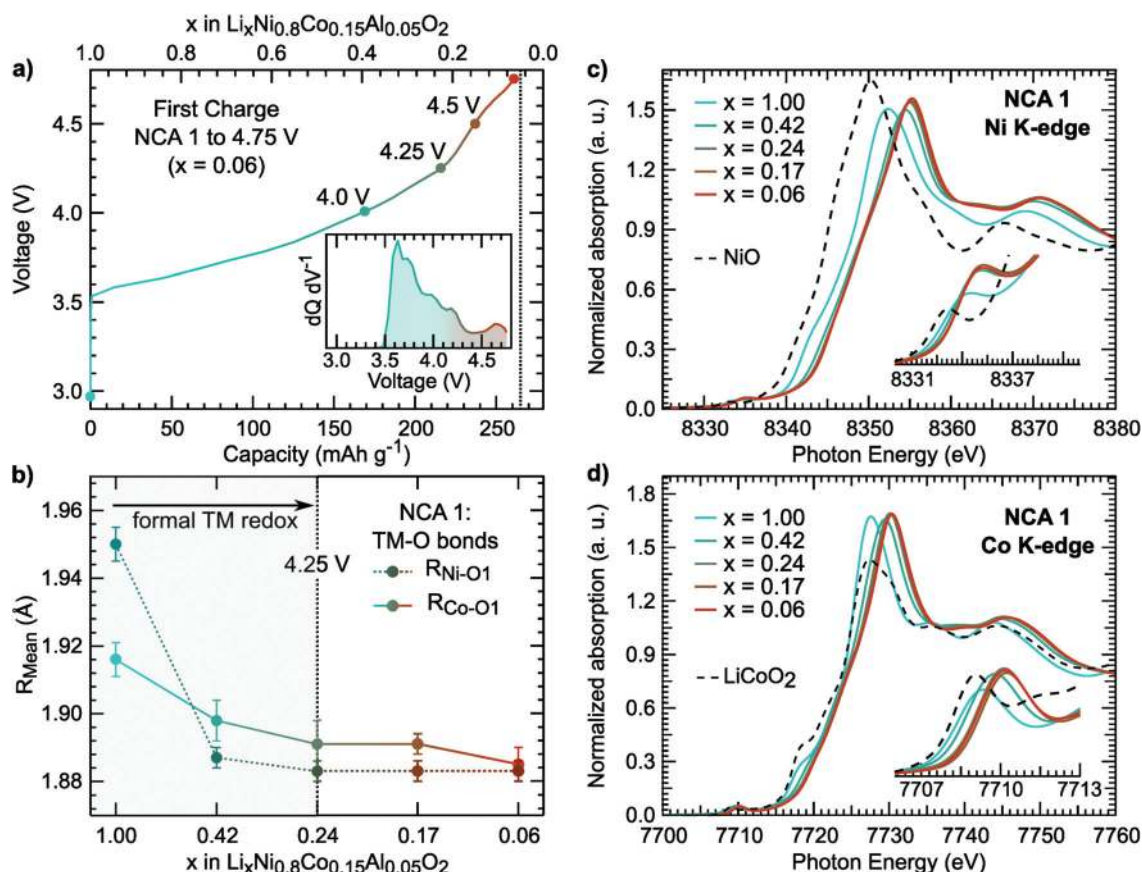 a)
x in LiₓNi₀.₈Co₀.₁₅Al₀.₀₅O₂
1.0 0.8 0.6 0.4 0.2 0.0
First Charge
NCA 1 to 4.75 V
(x = 0.06)
4.5 V
4.25 V
4.0 V
Voltage (V)
4.5
4.0
3.5
3.0
dQ dV⁻¹
3.0 3.5 4.0 4.5
Voltage (V)
0 50 100 150 200 250
Capacity (mAh g⁻¹)
b)
formal TM redox
4.25 V
NCA 1:
TM-O bonds
R_Ni-O1
R_Co-O1
R_Mean (Å)
1.96
1.94
1.92
1.90
1.88
1.00 0.42 0.24 0.17 0.06
x in LiₓNi₀.₈Co₀.₁₅Al₀.₀₅O₂
c)
NCA 1
Ni K-edge
x = 1.00
x = 0.42
x = 0.24
x = 0.17
x = 0.06
NiO
Normalized absorption (a. u.)
1.8
1.5
1.2
0.9
0.6
0.3
0.0
8331 8337
8330 8340 8350 8360 8370 8380
Photon Energy (eV)
d)
NCA 1
Co K-edge
x = 1.00
x = 0.42
x = 0.24
x = 0.17
x = 0.06
LiCoO₂
Normalized absorption (a. u.)
1.8
1.5
1.2
0.9
0.6
0.3
0.0
7707 7710 7713
7700 7710 7720 7730 7740 7750 7760
Photon Energy (eV)